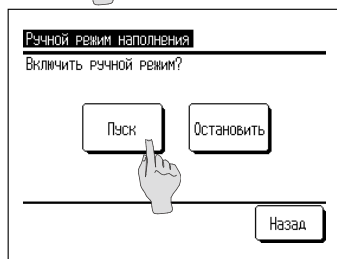 Ручной режим наполнения
Включить ручной режим?
Пуск
Остановить
Назад